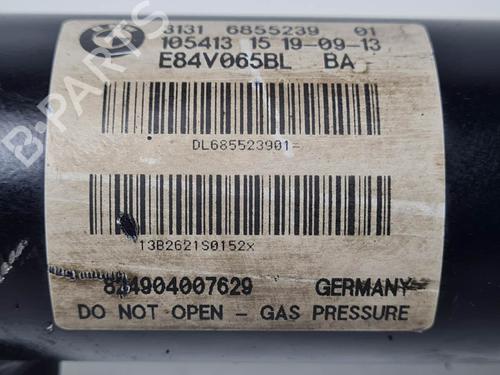 3131 6855239 01
105413 15 19-09-13
E84V065BL BA
DL685523901=
13B2621S0152x
824904007629 GERMANY
DO NOT OPEN - GAS PRESSURE
B-PARTS